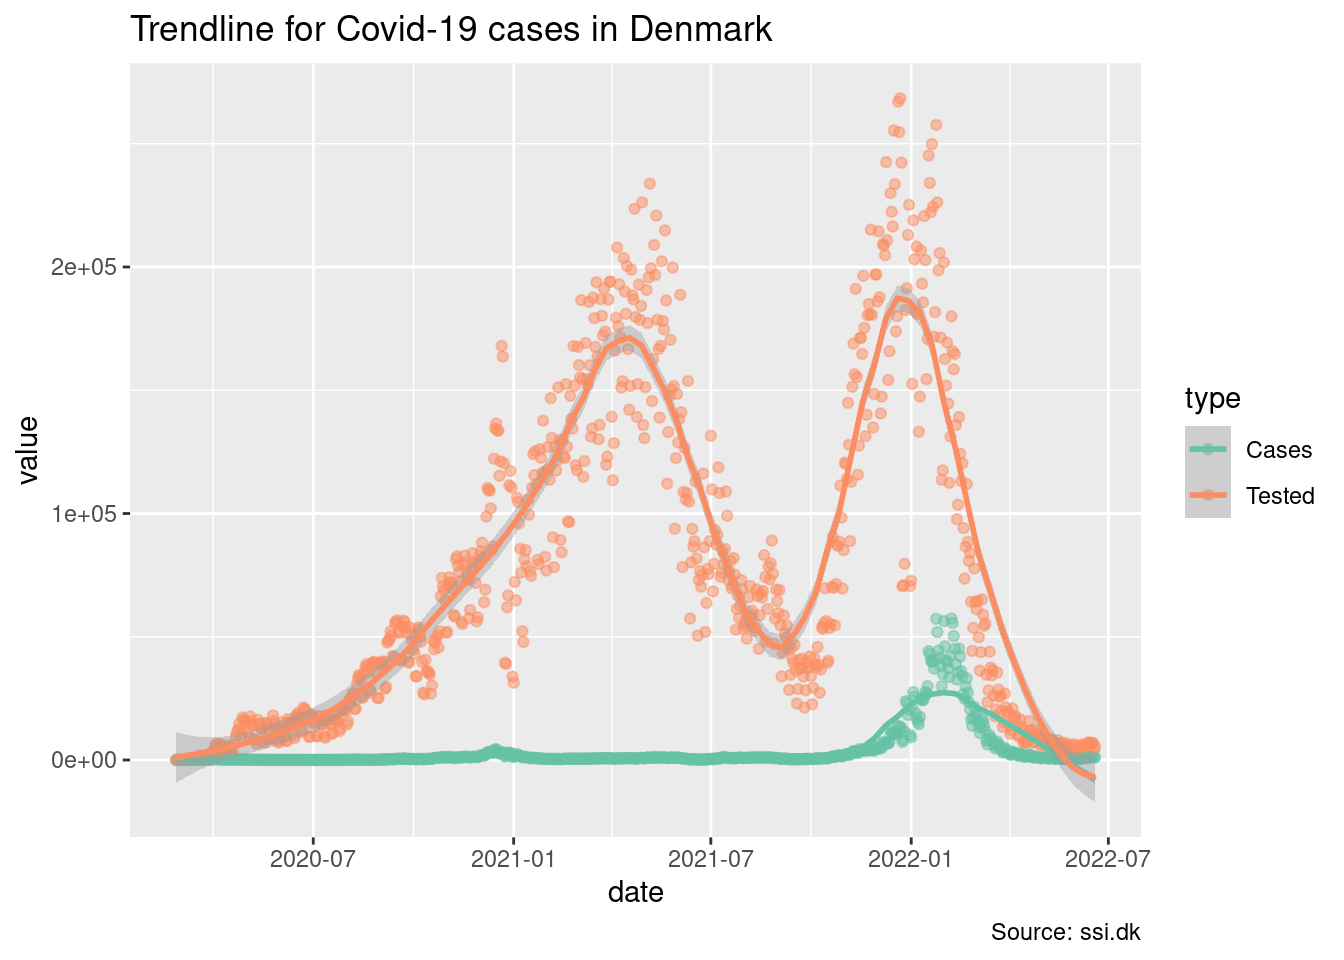 Trendline for Covid-19 cases in Denmark
value
2e+05
1e+05
0e+00
2020-07
2021-01
2021-07
2022-01
2022-07
date
type
Cases
Tested
Source: ssi.dk